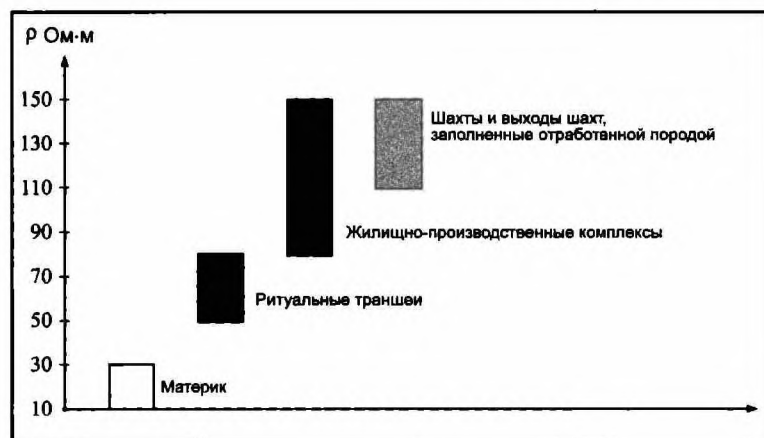 ρ Ом·м
150
130
110
90
70
50
30
10
Шахты и выходы шахт,
заполненные отработанной породой
Жилищно-производственные комплексы
Ритуальные траншеи
Материк